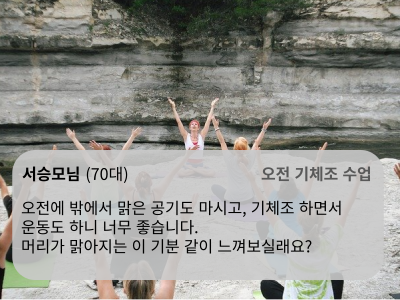 서승모님 (70대)
오전 기체조 수업
오전에 밖에서 맑은 공기도 마시고, 기체조 하면서
운동도 하니 너무 좋습니다.
머리가 맑아지는 이 기분 같이 느껴보실래요?